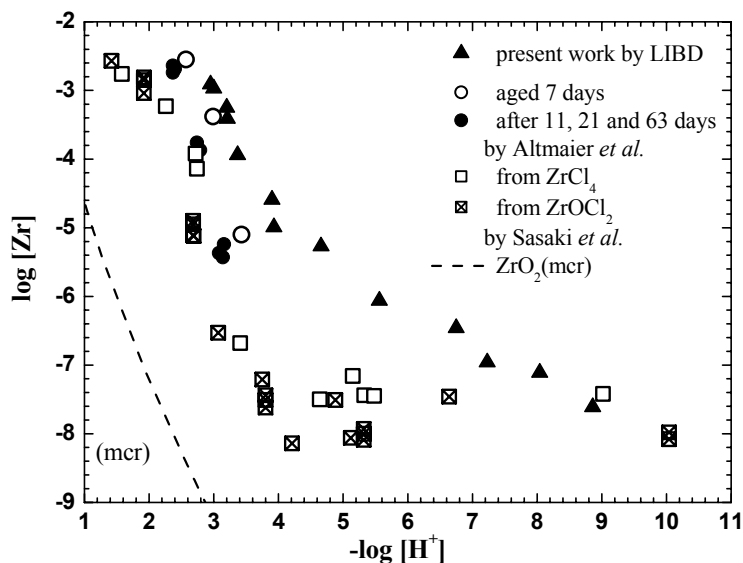 -2
-3
-4
-5
-6
-7
-8
-9
log [Zr]
present work by LIBD
aged 7 days
after 11, 21 and 63 days
by Altmaier et al.
from ZrCl4
from ZrOCl2
by Sasaki et al.
ZrO2(mcr)
(mcr)
1 2 3 4 5 6 7 8 9 10 11
-log [H+]